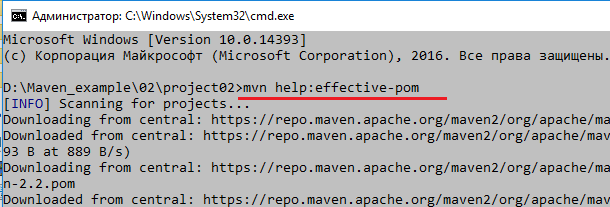 Администратор: C:\Windows\System32\cmd.exe
Microsoft Windows [Version 10.0.14393]
(c) Корпорация Майкрософт (Microsoft Corporation), 2016. Все права защищены.
D:\Maven_example\02\project02>mvn help:effective-pom
[INFO] Scanning for projects...
Downloading from central: https://repo.maven.apache.org/maven2/org/apache/ma
Downloaded from central: https://repo.maven.apache.org/maven2/org/apache/mav
93 B at 889 B/s)
Downloading from central: https://repo.maven.apache.org/maven2/org/apache/ma
n-2.2.pom
Downloaded from central: https://repo.maven.apache.org/maven2/org/apache/mav